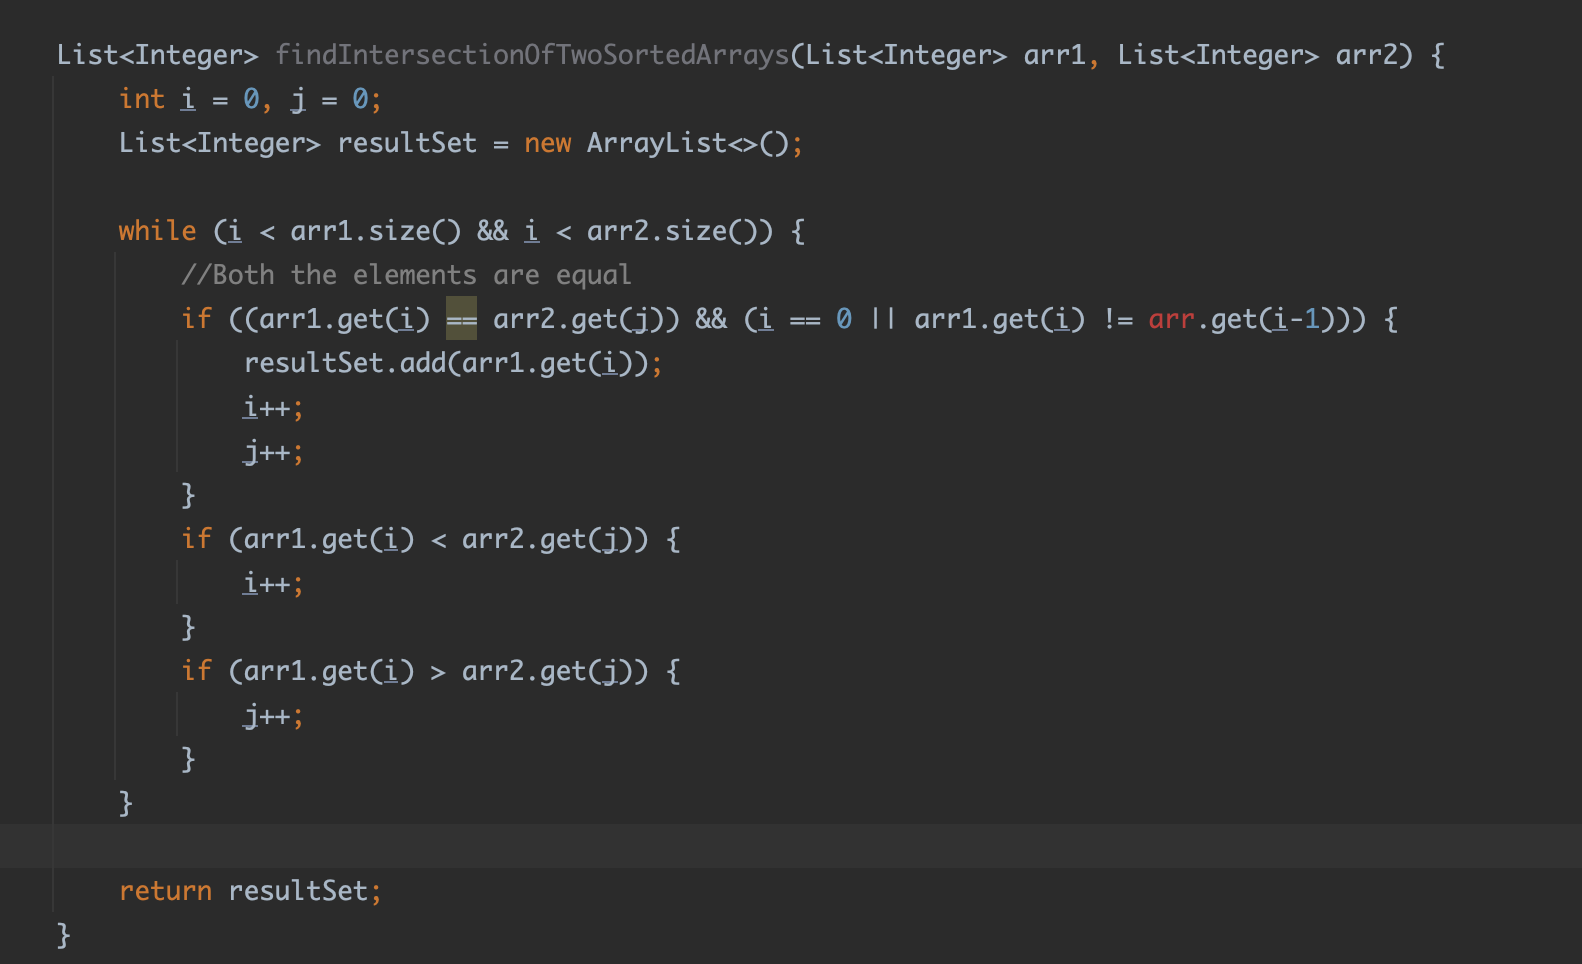 List<Integer> findIntersectionOfTwoSortedArrays(List<Integer> arr1, List<Integer> arr2) {
    int i = 0, j = 0;
    List<Integer> resultSet = new ArrayList<>();

    while (i < arr1.size() && i < arr2.size()) {
        //Both the elements are equal
        if ((arr1.get(i) == arr2.get(j)) && (i == 0 || arr1.get(i) != arr.get(i-1))) {
            resultSet.add(arr1.get(i));
            i++;
            j++;
        }
        if (arr1.get(i) < arr2.get(j)) {
            i++;
        }
        if (arr1.get(i) > arr2.get(j)) {
            j++;
        }
    }

    return resultSet;
}